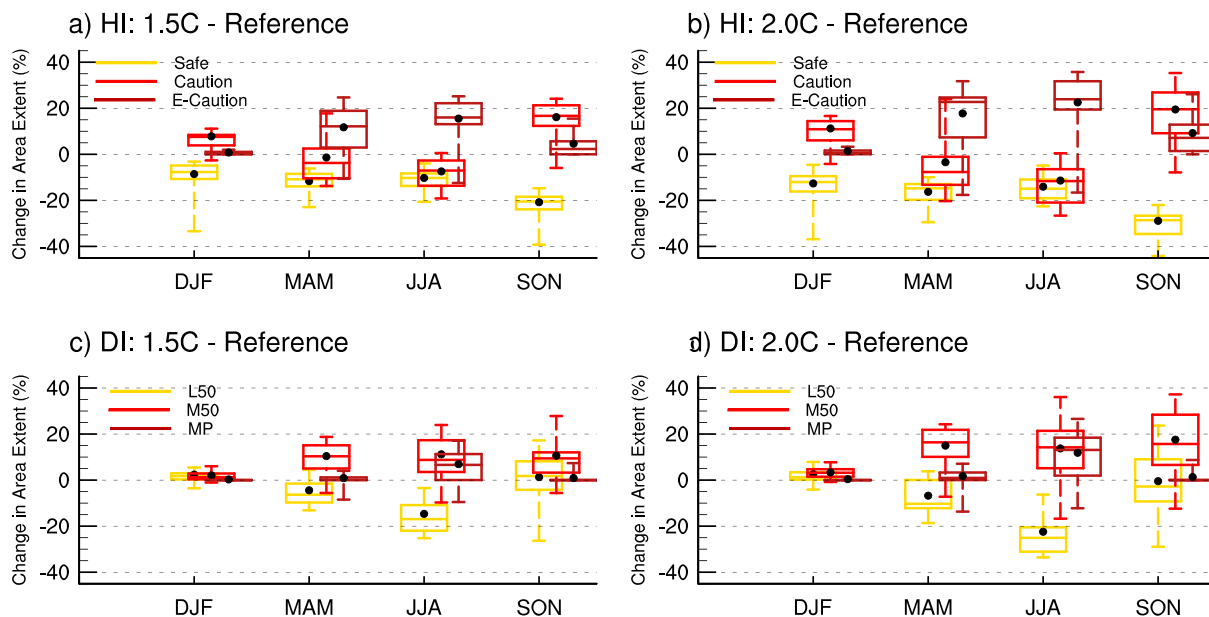 a) HI: 1.5C - Reference
Change in Area Extent (%)
40
20
0
-20
-40
Safe
Caution
E-Caution
DJF
MAM
JJA
SON
b) HI: 2.0C - Reference
Change in Area Extent (%)
40
20
0
-20
-40
Safe
Caution
E-Caution
DJF
MAM
JJA
SON
c) DI: 1.5C - Reference
Change in Area Extent (%)
40
20
0
-20
-40
L50
M50
MP
DJF
MAM
JJA
SON
d) DI: 2.0C - Reference
Change in Area Extent (%)
40
20
0
-20
-40
L50
M50
MP
DJF
MAM
JJA
SON